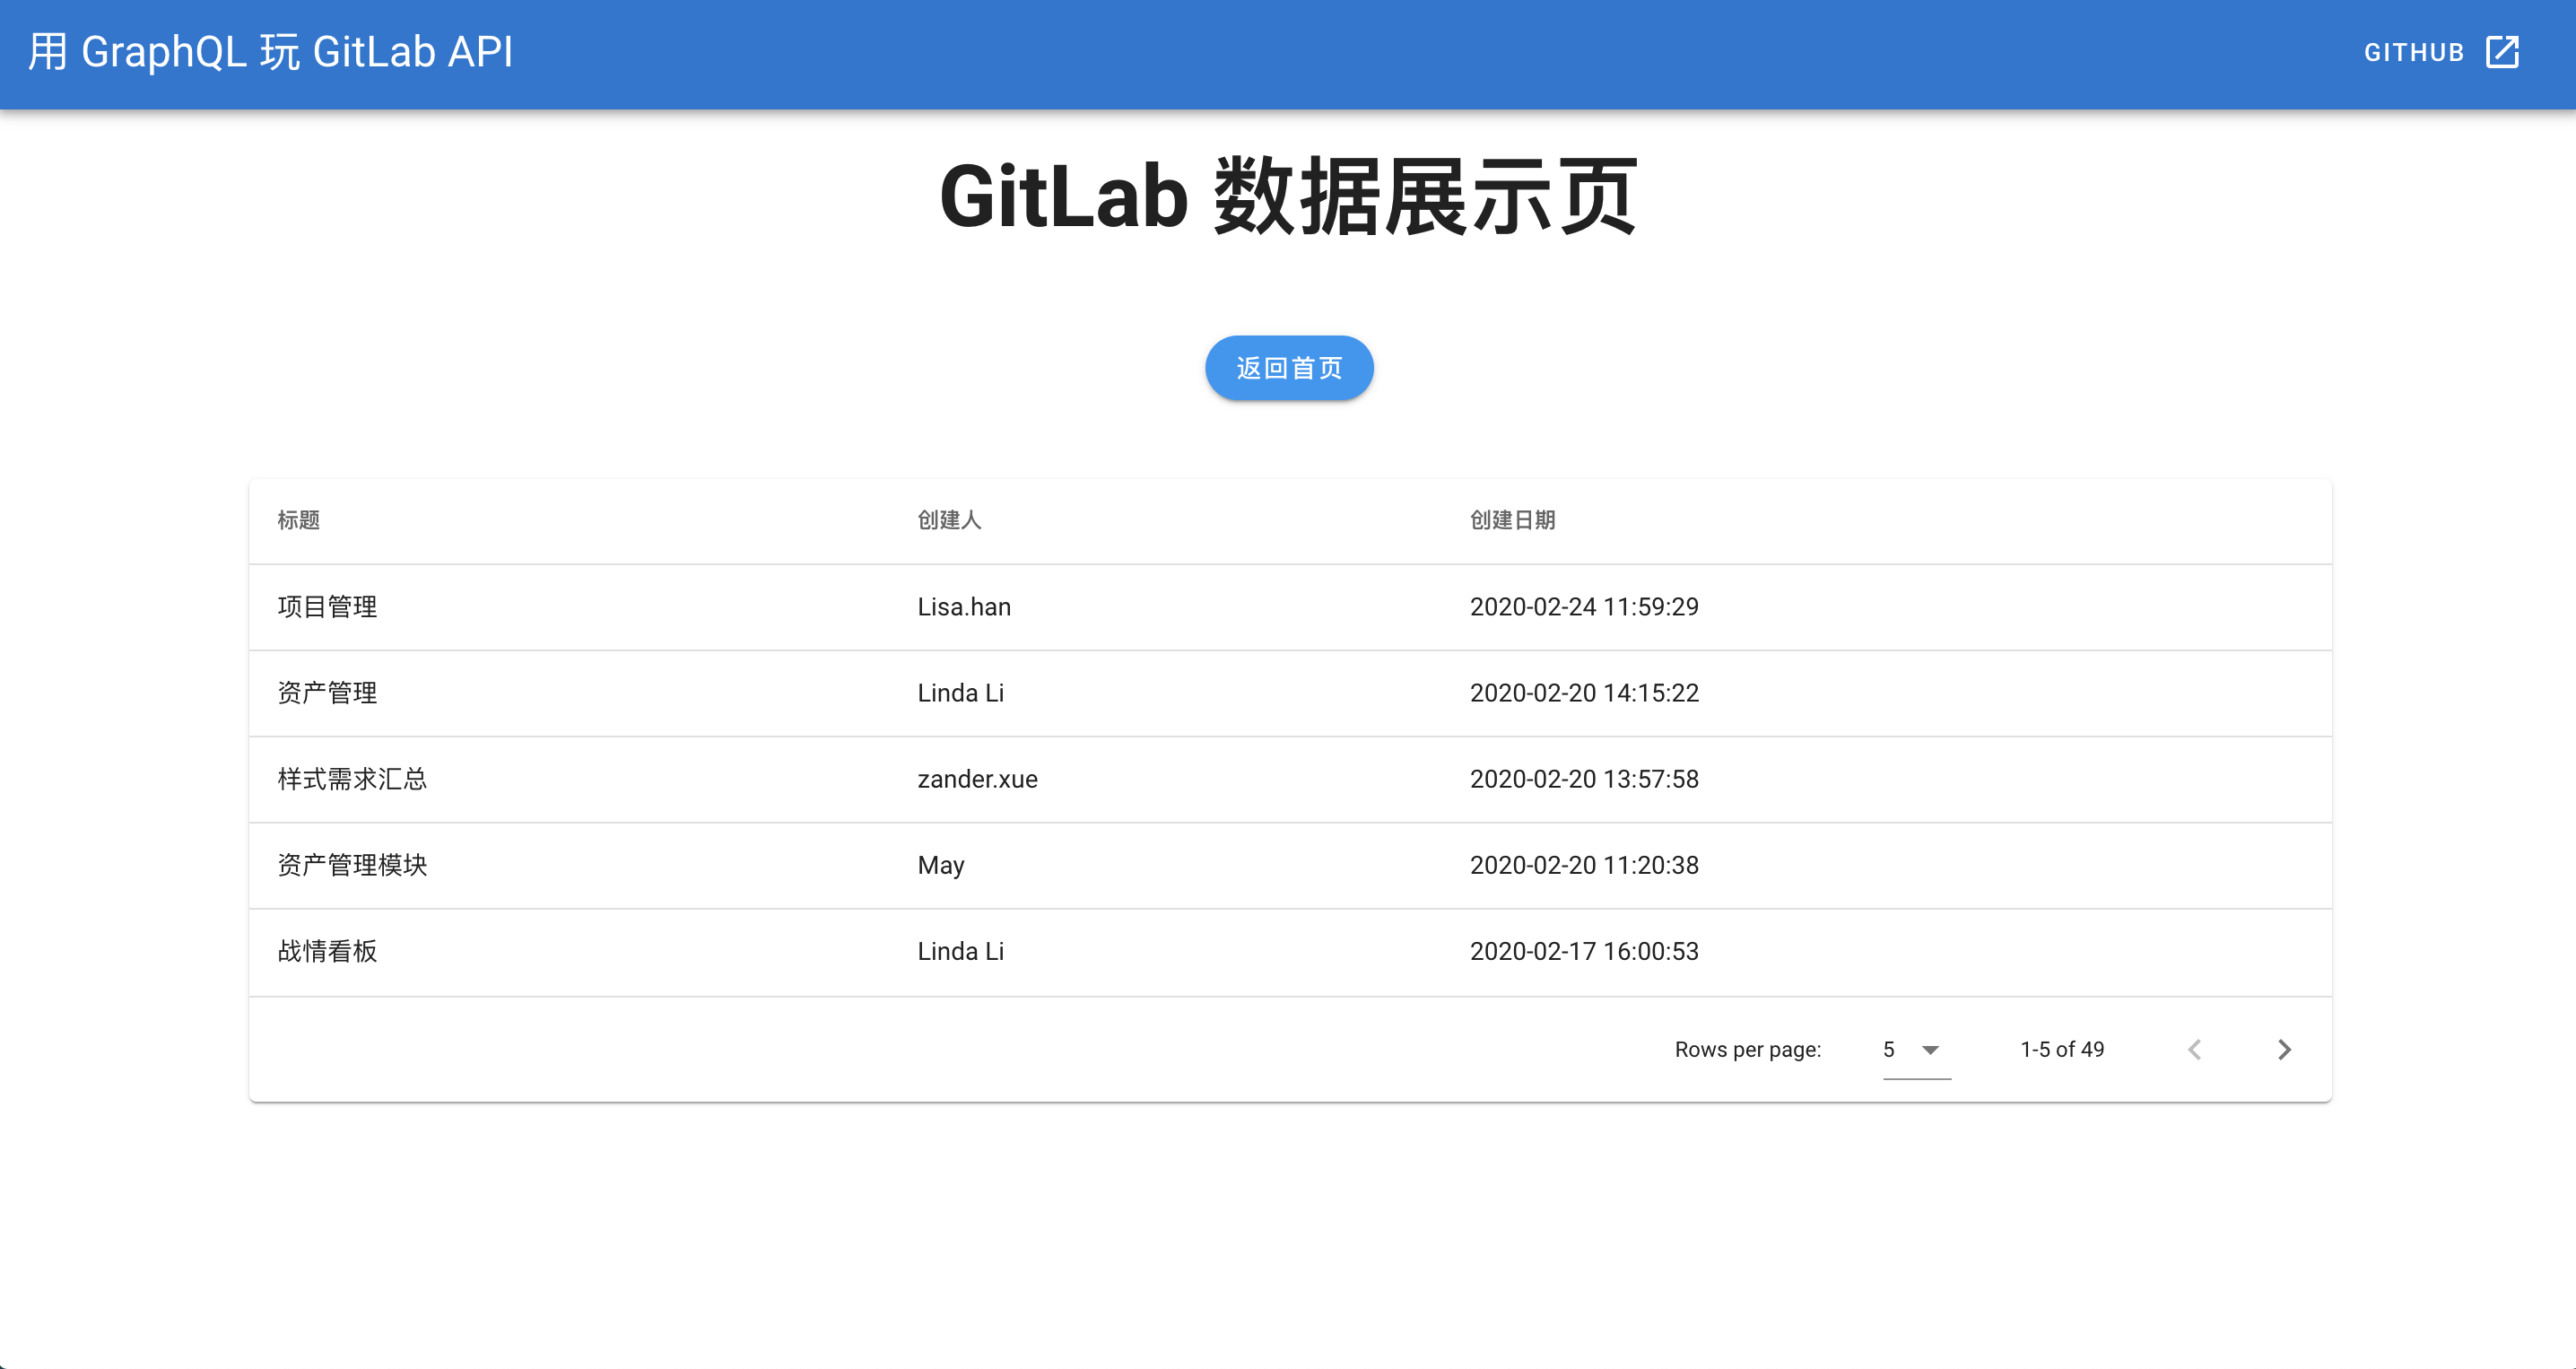 用 GraphQL 玩 GitLab API
GITHUB
GitLab 数据展示页
返回首页
标题 创建人 创建日期
项目管理 Lisa.han 2020-02-24 11:59:29
资产管理 Linda Li 2020-02-20 14:15:22
样式需求汇总 zander.xue 2020-02-20 13:57:58
资产管理模块 May 2020-02-20 11:20:38
战情看板 Linda Li 2020-02-17 16:00:53
Rows per page: 5 1-5 of 49